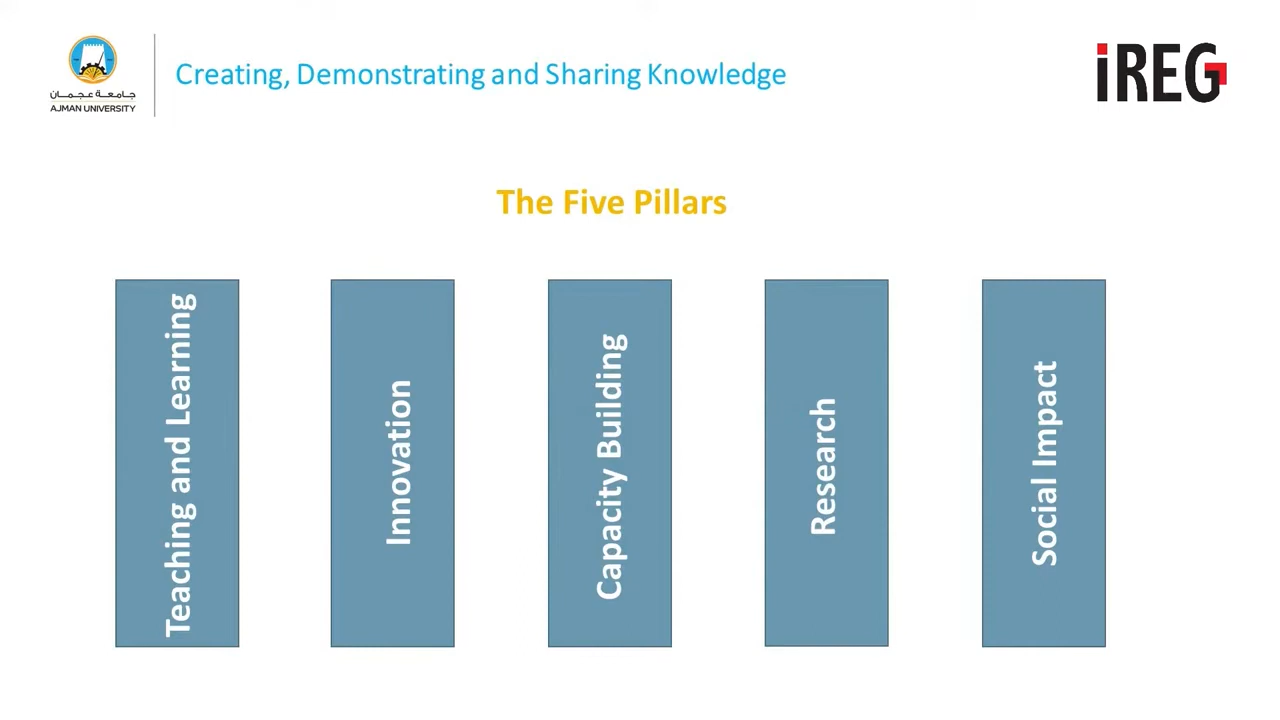 جامعة عجمان
AJMAN UNIVERSITY
Creating, Demonstrating and Sharing Knowledge
iREG
The Five Pillars
Teaching and Learning
Innovation
Capacity Building
Research
Social Impact